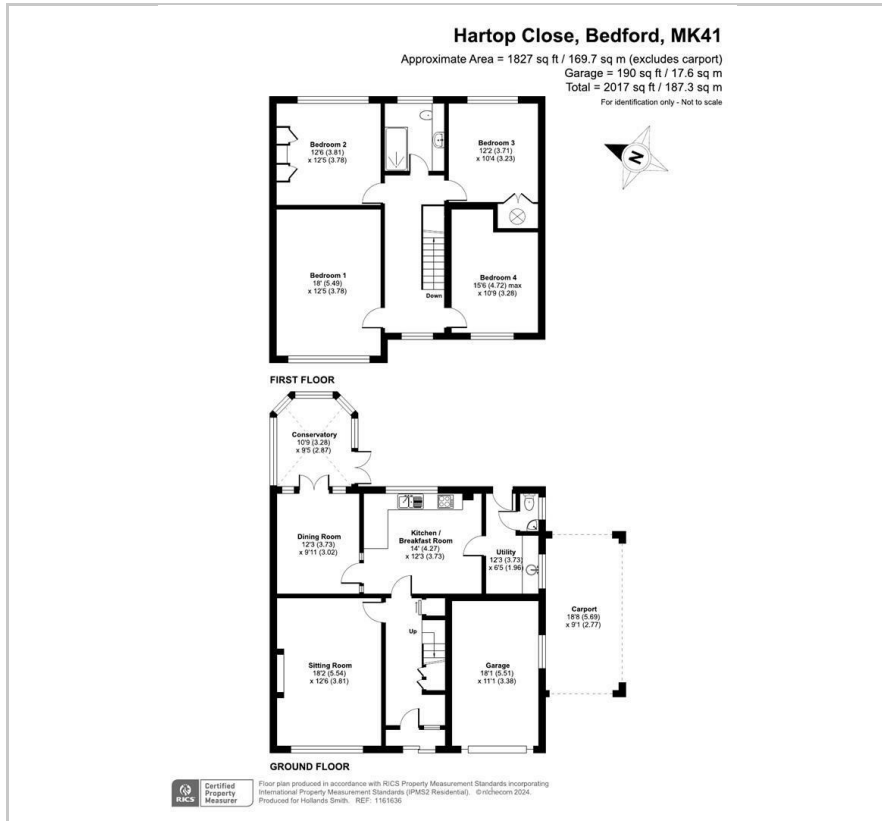 Hartop Close, Bedford, MK41
Approximate Area = 1827 sq ft / 169.7 sq m (excludes carport)
Garage = 190 sq ft / 17.6 sq m
Total = 2017 sq ft / 187.3 sq m
For identification only - Not to scale
N
Bedroom 2
12'6 (3.81)
x 12'5 (3.78)
Bedroom 3
12'2 (3.71)
x 10'4 (3.23)
Bedroom 1
18' (5.49)
x 12'5 (3.78)
Bedroom 4
15'6 (4.72) max
x 10'9 (3.28)
Down
FIRST FLOOR
Conservatory
10'9 (3.28)
x 9'5 (2.87)
Dining Room
12'3 (3.73)
x 9'11 (3.02)
Kitchen /
Breakfast Room
14' (4.27)
x 12'3 (3.73)
Utility
12'3 (3.73)
x 6'5 (1.96)
Carport
18'8 (5.69)
x 9'1 (2.77)
Up
Sitting Room
18'2 (5.54)
x 12'6 (3.81)
Garage
18'1 (5.51)
x 11'1 (3.38)
GROUND FLOOR
RICS
Certified
Property
Measurer
Floor plan produced in accordance with RICS Property Measurement Standards incorporating
International Property Measurement Standards (IPMS2 Residential). © nichecom 2024.
Produced for Hollands Smith. REF: 1161636